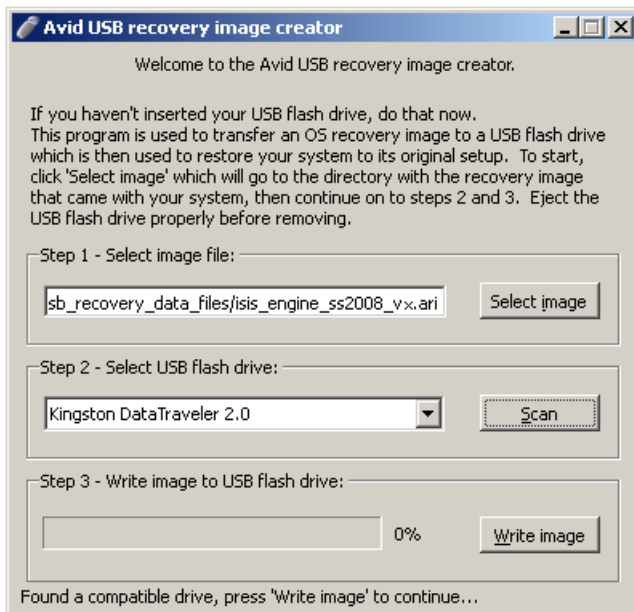 Avid USB recovery image creator
Welcome to the Avid USB recovery image creator.
If you haven't inserted your USB flash drive, do that now.
This program is used to transfer an OS recovery image to a USB flash drive
which is then used to restore your system to its original setup.  To start,
click 'Select image' which will go to the directory with the recovery image
that came with your system, then continue on to steps 2 and 3.  Eject the
USB flash drive properly before removing.
Step 1 - Select image file:
sb_recovery_data_files/isis_engine_ss2008_vx.ari
Select image
Step 2 - Select USB flash drive:
Kingston DataTraveler 2.0
Scan
Step 3 - Write image to USB flash drive:
0%
Write image
Found a compatible drive, press 'Write image' to continue...